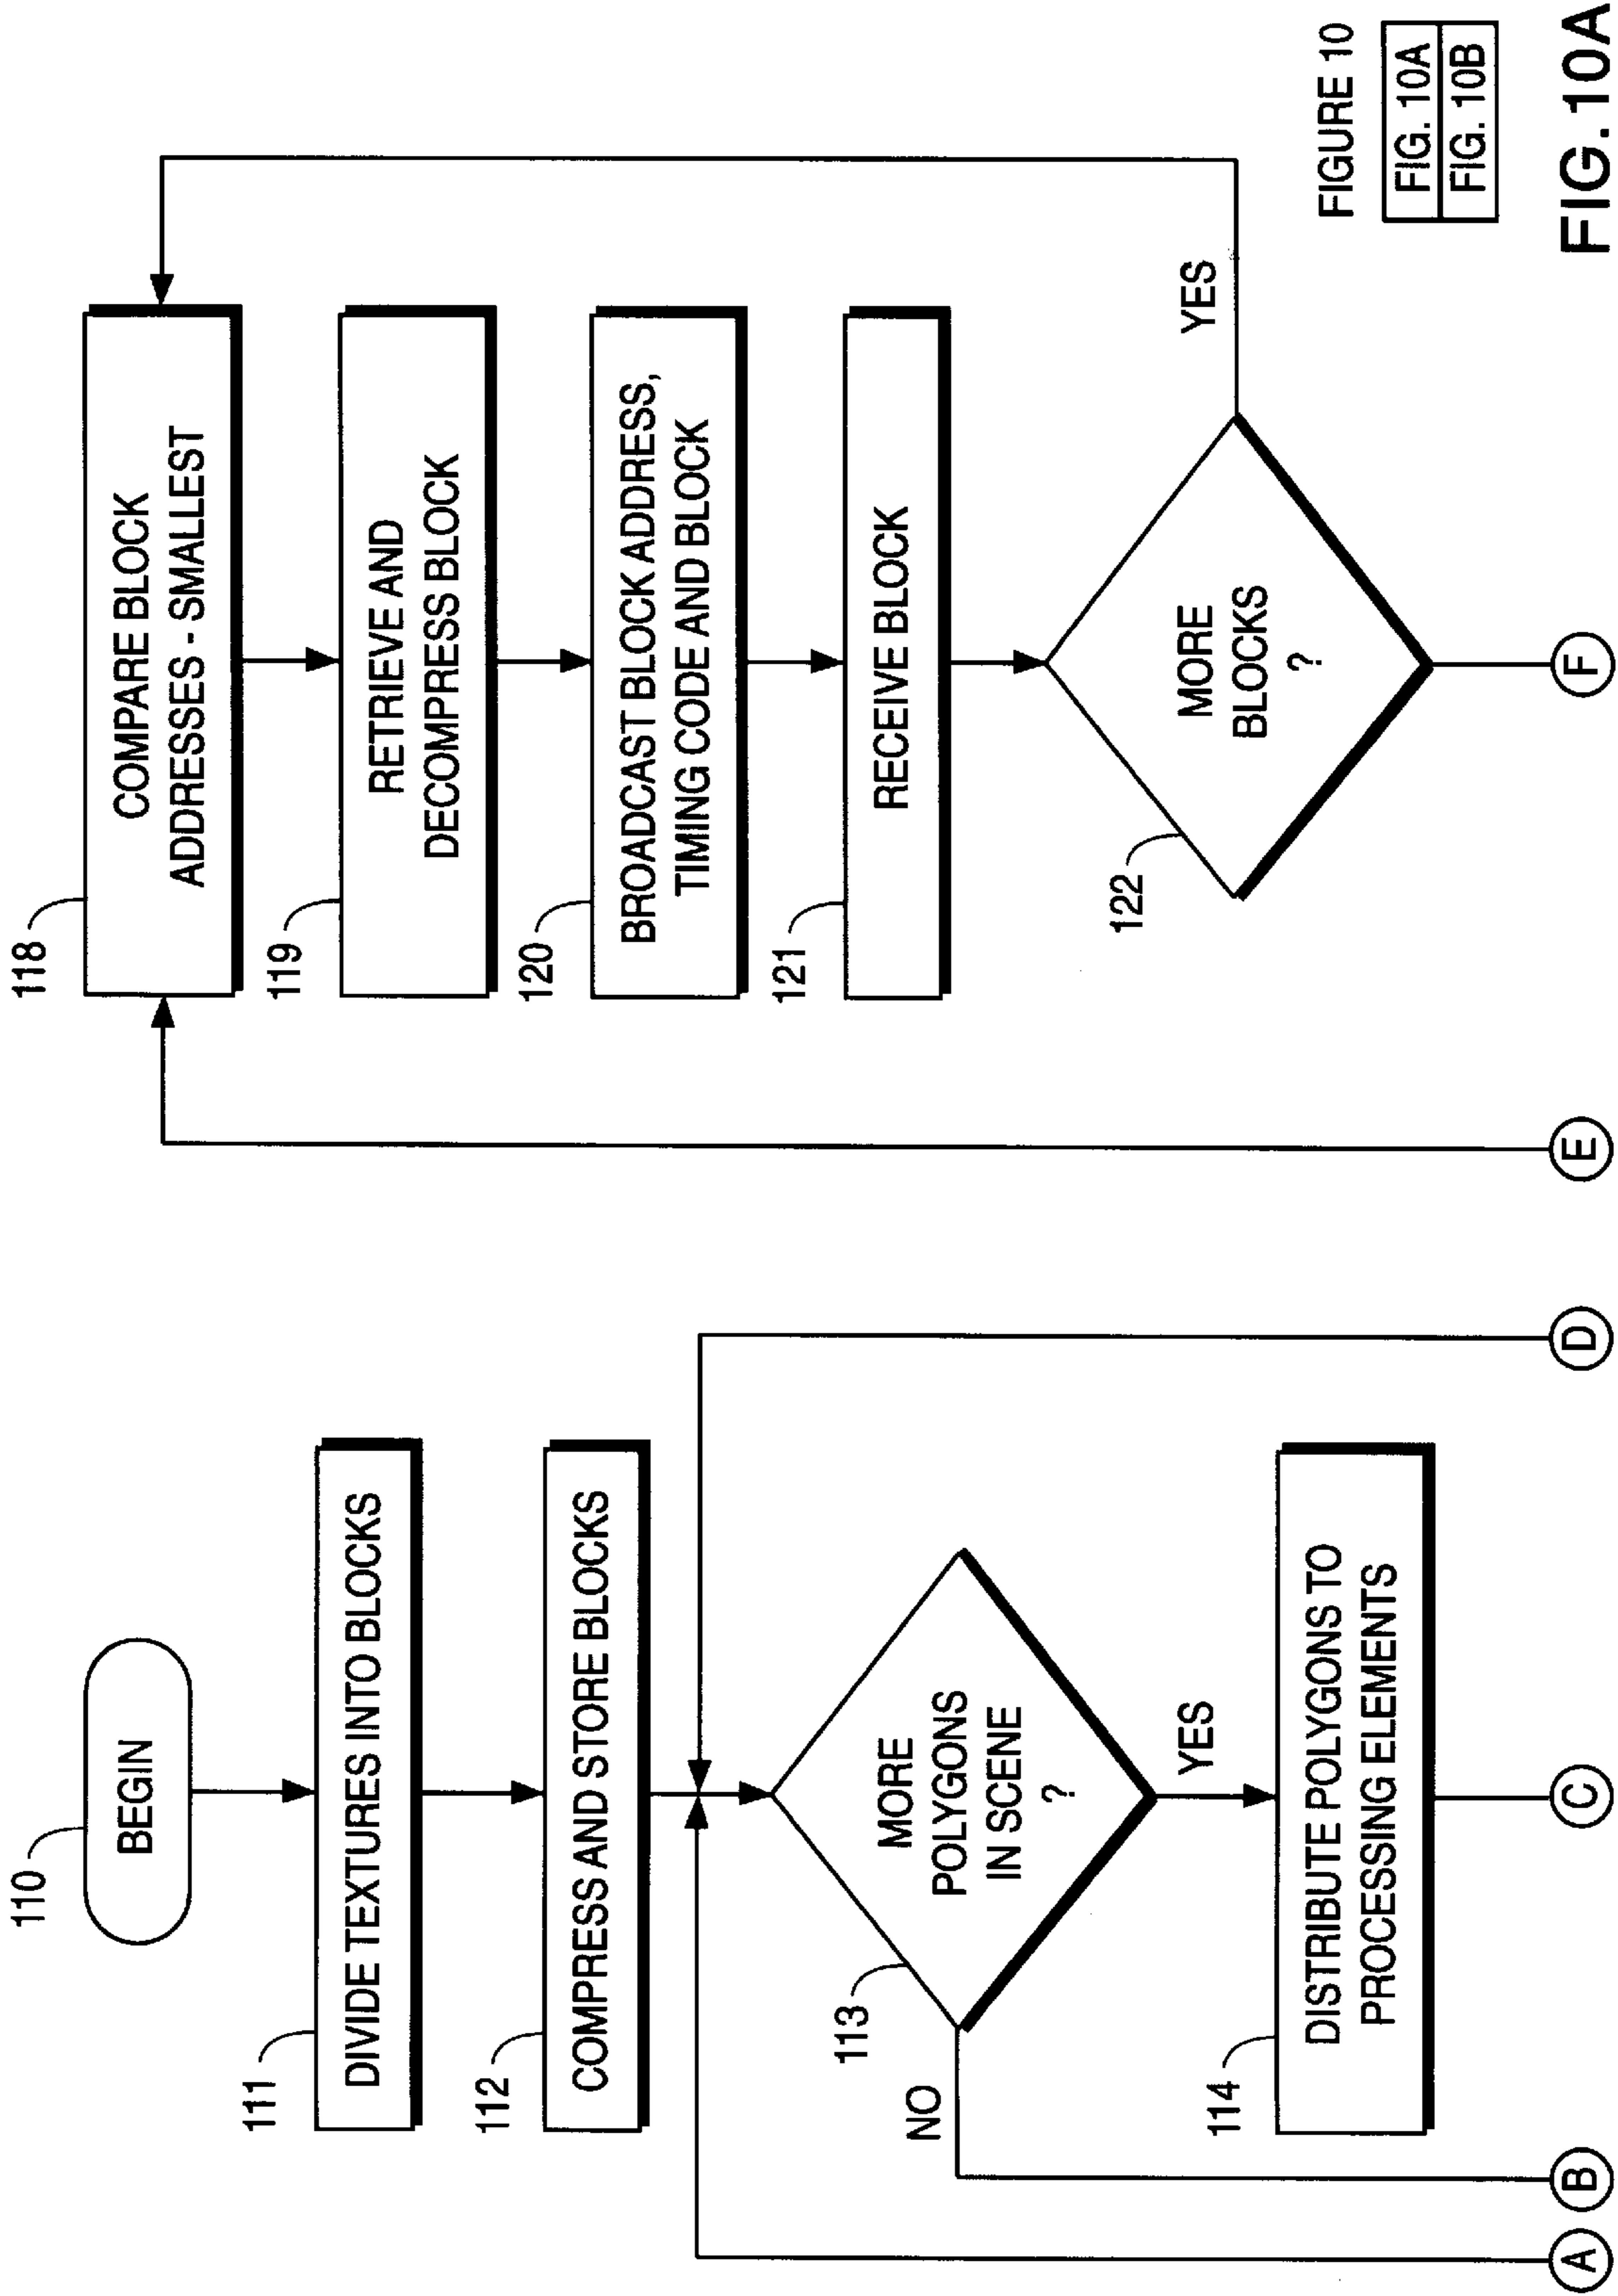 110
BEGIN
111
DIVIDE TEXTURES INTO BLOCKS
112
COMPRESS AND STORE BLOCKS
113
MORE
POLYGONS
IN SCENE
?
NO
YES
114
DISTRIBUTE POLYGONS TO
PROCESSING ELEMENTS
A
B
C
D
118
COMPARE BLOCK
ADDRESSES - SMALLEST
119
RETRIEVE AND
DECOMPRESS BLOCK
120
BROADCAST BLOCK ADDRESS,
TIMING CODE AND BLOCK
121
RECEIVE BLOCK
122
MORE
BLOCKS
?
YES
E
F
FIGURE 10
FIG. 10A
FIG. 10B
FIG.10A